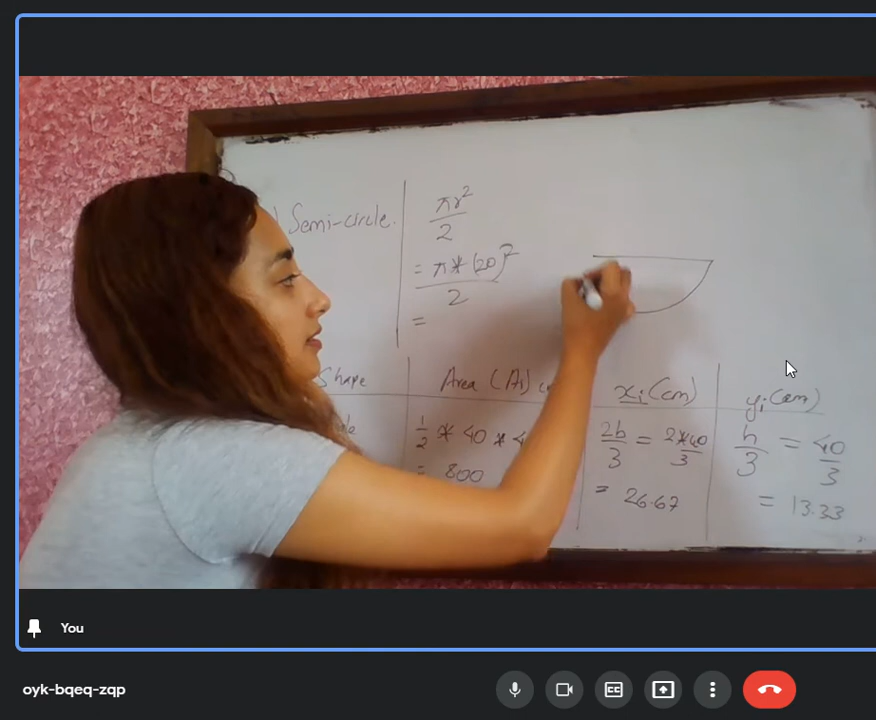 Semi-circle.
πr²
2
= π * (20)²
2
=
Shape
Area (Ai)
xi (cm)
yi (cm)
1/2 * 40 *
= 800
2b/3 = 2*40/3
= 26.67
h/3 = 40/3
= 13.33
You
oyk-bqeq-zqp
CC